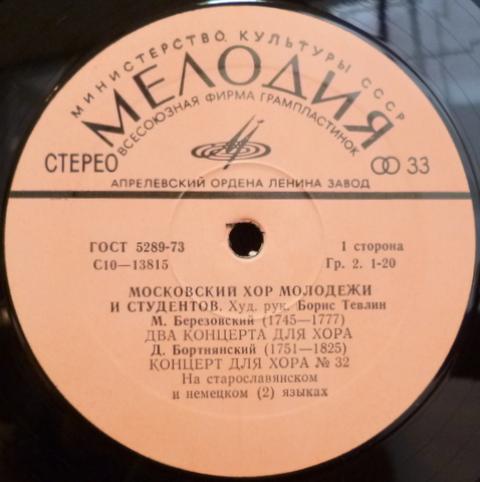 МИНИСТЕРСТВО КУЛЬТУРЫ СССР
МЕЛОДИЯ
ВСЕСОЮЗНАЯ ФИРМА ГРАМПЛАСТИНОК
СТЕРЕО 33
АПРЕЛЕВСКИЙ ОРДЕНА ЛЕНИНА ЗАВОД
ГОСТ 5289-73 1 сторона
С10—13815 Гр. 2. 1-20
МОСКОВСКИЙ ХОР МОЛОДЕЖИ
И СТУДЕНТОВ. Худ. рук. Борис Тевлин
М. Березовский (1745—1777)
ДВА КОНЦЕРТА ДЛЯ ХОРА
Д. Бортнянский (1751—1825)
КОНЦЕРТ ДЛЯ ХОРА № 32
На старославянском
и немецком (2) языках